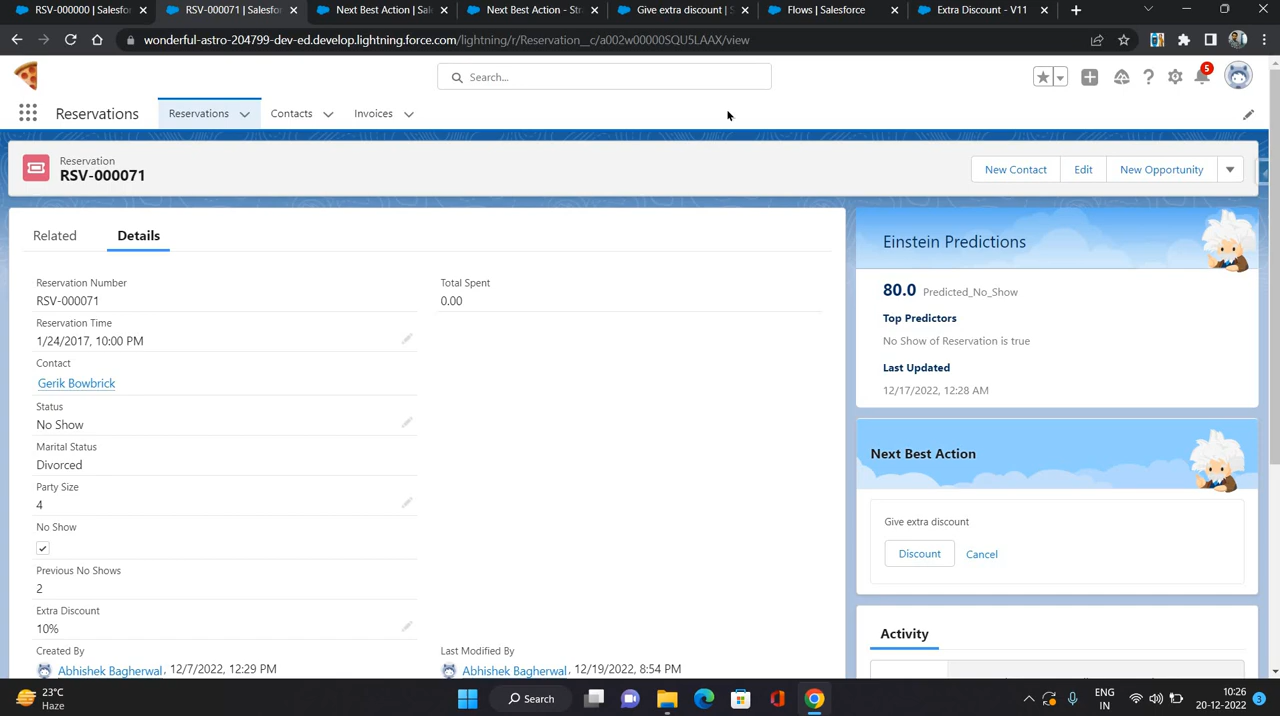 RSV-000000 | Salesfor
RSV-000071 | Salesfor
Next Best Action | Sal
Next Best Action - Stra
Give extra discount | S
Flows | Salesforce
Extra Discount - V11
wonderful-astro-204799-dev-ed.develop.lightning.force.com/lightning/r/Reservation__c/a002w00000SQU5LAAX/view
Search...
5
Reservations
Reservations
Contacts
Invoices
Reservation
RSV-000071
New Contact
Edit
New Opportunity
Related
Details
Reservation Number
RSV-000071
Total Spent
0.00
Reservation Time
1/24/2017, 10:00 PM
Contact
Gerik Bowbrick
Status
No Show
Marital Status
Divorced
Party Size
4
No Show
Previous No Shows
2
Extra Discount
10%
Created By
Abhishek Bagherwal, 12/7/2022, 12:29 PM
Last Modified By
Abhishek Bagherwal, 12/19/2022, 8:54 PM
Einstein Predictions
80.0 Predicted_No_Show
Top Predictors
No Show of Reservation is true
Last Updated
12/17/2022, 12:28 AM
Next Best Action
Give extra discount
Discount
Cancel
Activity
23°C
Haze
Search
ENG
IN
10:26
20-12-2022
3